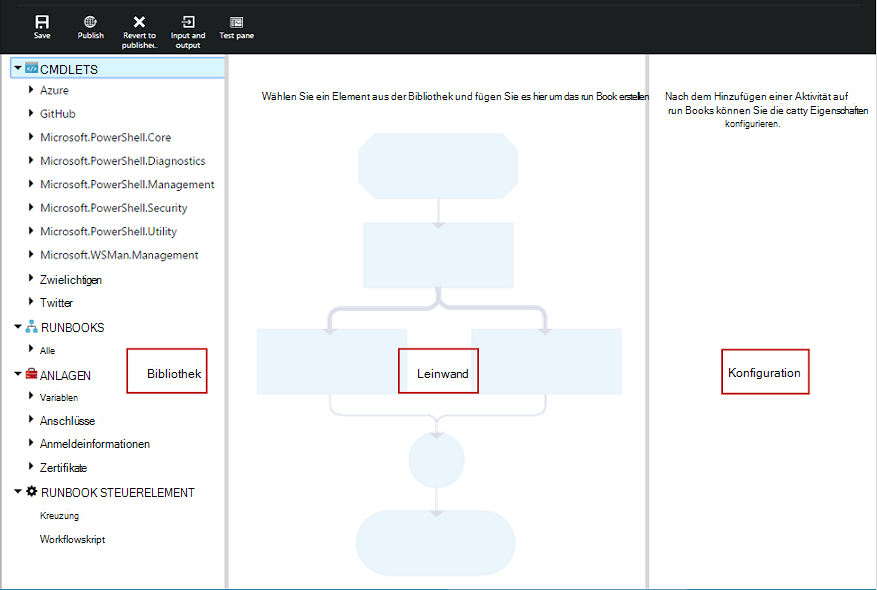 Save
Publish
Revert to
publishe..
Input and
output
Test pane
CMDLETS
Azure
GitHub
Microsoft.PowerShell.Core
Microsoft.PowerShell.Diagnostics
Microsoft.PowerShell.Management
Microsoft.PowerShell.Security
Microsoft.PowerShell.Utility
Microsoft.WSMan.Management
Zwielichtigen
Twitter
RUNBOOKS
Alle
ANLAGEN
Variablen
Anschlüsse
Anmeldeinformationen
Zertifikate
RUNBOOK STEUERELEMENT
Kreuzung
Workflowskript
Bibliothek
Wählen Sie ein Element aus der Bibliothek und fügen Sie es hier um das run Book erstellen
Leinwand
Nach dem Hinzufügen einer Aktivität auf
run Books können Sie die catty Eigenschaften
konfigurieren.
Konfiguration